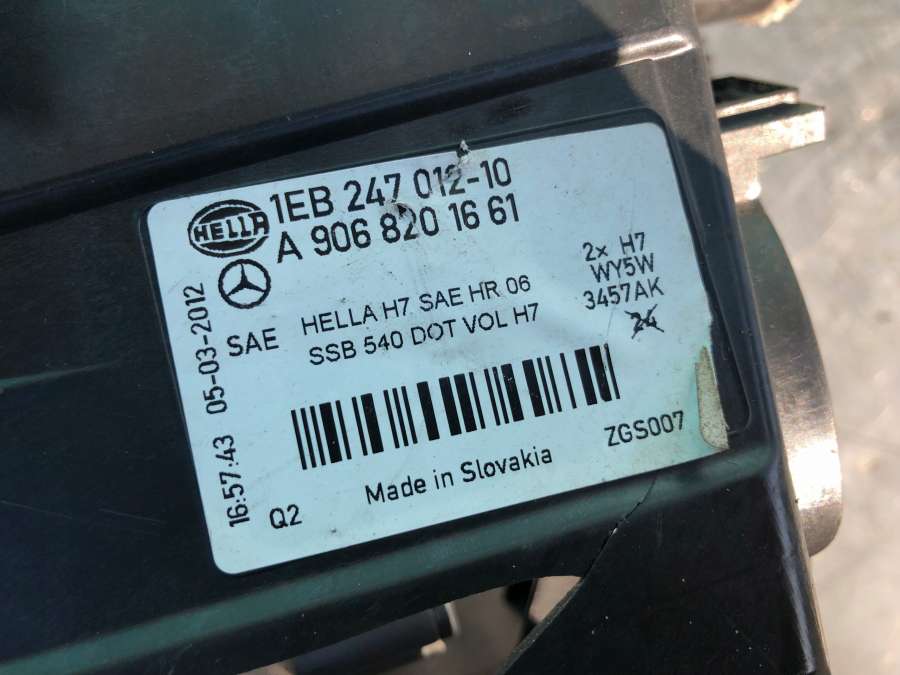 HELLA
1EB 247 012-10
A 906 820 16 61
2x H7
WY5W
3457AK
24
SAE
HELLA H7 SAE HR 06
SSB 540 DOT VOL H7
16:57:43 05-03-2012
Q2
Made in Slovakia
ZGS007